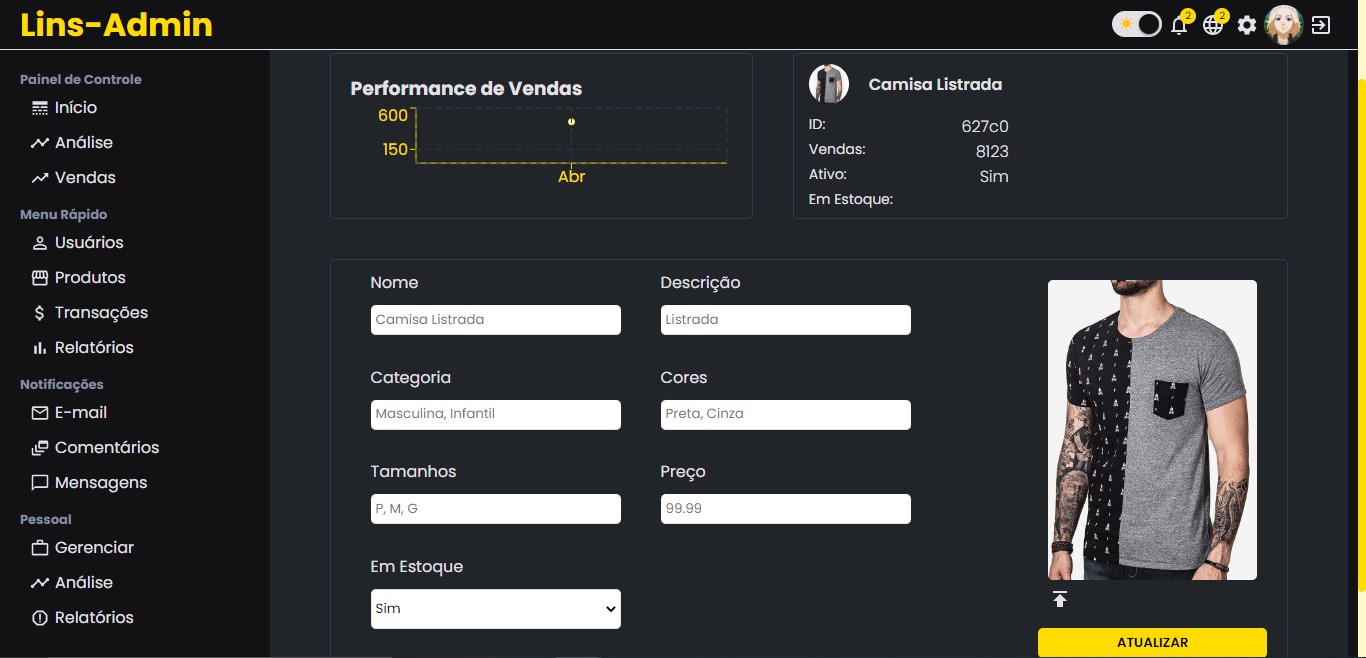 Lins-Admin
2
2
Painel de Controle
Início
Análise
Vendas
Menu Rápido
Usuários
Produtos
Transações
Relatórios
Notificações
E-mail
Comentários
Mensagens
Pessoal
Gerenciar
Análise
Relatórios
Performance de Vendas
600
150
Abr
Camisa Listrada
ID: 627c0
Vendas: 8123
Ativo: Sim
Em Estoque:
Nome
Camisa Listrada
Descrição
Listrada
Categoria
Masculina, Infantil
Cores
Preta, Cinza
Tamanhos
P, M, G
Preço
99.99
Em Estoque
Sim
ATUALIZAR